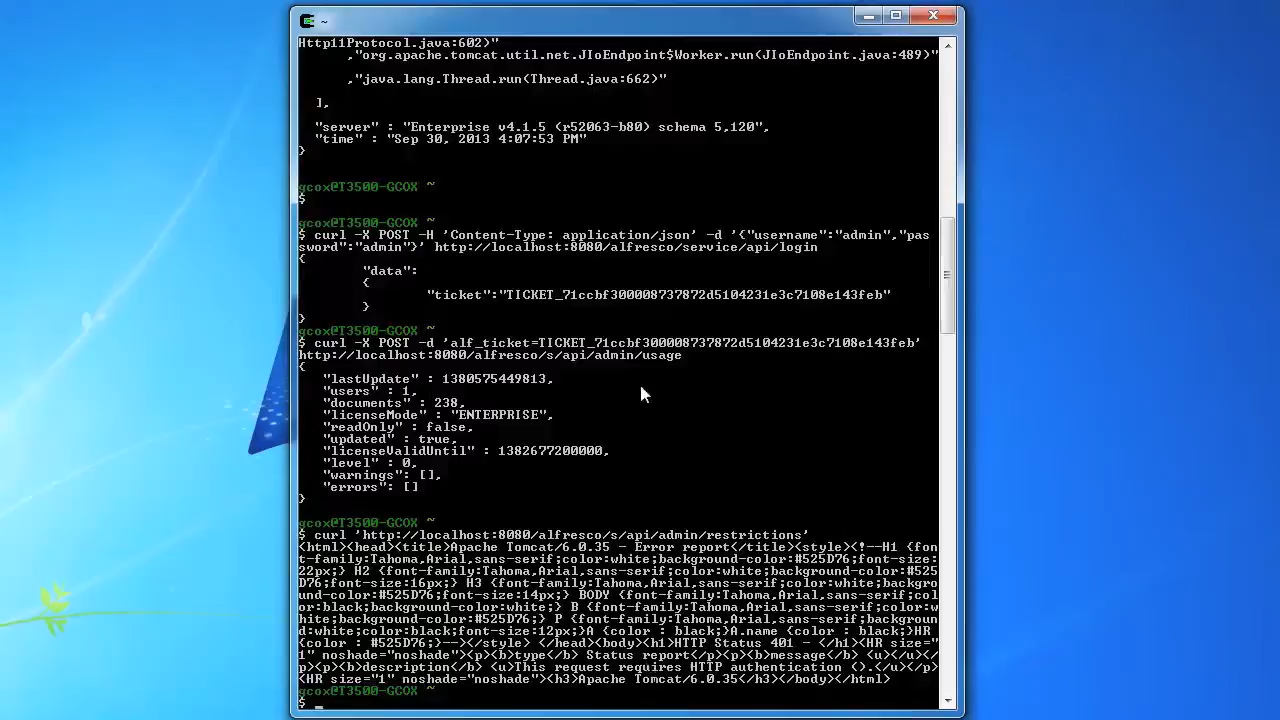 ~
Http11Protocol.java:602)"
,"org.apache.tomcat.util.net.JIoEndpoint$Worker.run(JIoEndpoint.java:489)"
,"java.lang.Thread.run(Thread.java:662)"
],
"server" : "Enterprise v4.1.5 (r52063-b80) schema 5,120",
"time" : "Sep 30, 2013 4:07:53 PM"
}
gcox@T3500-GCOX ~
$
gcox@T3500-GCOX ~
$ curl -X POST -H 'Content-Type: application/json' -d '{"username":"admin","pas
sword":"admin"}' http://localhost:8080/alfresco/service/api/login
{
"data":
{
"ticket":"TICKET_71ccbf300008737872d5104231e3c7108e143feb"
}
}
gcox@T3500-GCOX ~
$ curl -X POST -d 'alf_ticket=TICKET_71ccbf300008737872d5104231e3c7108e143feb'
http://localhost:8080/alfresco/s/api/admin/usage
{
"lastUpdate" : 1380575449813,
"users" : 1,
"documents" : 238,
"licenseMode" : "ENTERPRISE",
"readOnly" : false,
"updated" : true,
"licenseValidUntil" : 1382677200000,
"level" : 0,
"warnings": [],
"errors": []
}
gcox@T3500-GCOX ~
$ curl 'http://localhost:8080/alfresco/s/api/admin/restrictions'
<html><head><title>Apache Tomcat/6.0.35 - Error report</title><style><!--H1 {fon
t-family:Tahoma,Arial,sans-serif;color:white;background-color:#525D76;font-size:
22px;} H2 {font-family:Tahoma,Arial,sans-serif;color:white;background-color:#525
D76;font-size:16px;} H3 {font-family:Tahoma,Arial,sans-serif;color:white;backgro
und-color:#525D76;font-size:14px;} BODY {font-family:Tahoma,Arial,sans-serif;col
or:black;background-color:white;} B {font-family:Tahoma,Arial,sans-serif;color:w
hite;background-color:#525D76;} P {font-family:Tahoma,Arial,sans-serif;backgroun
d:white;color:black;font-size:12px;}A {color : black;}A.name {color : black;}HR
{color : #525D76;}--></style> </head><body><h1>HTTP Status 401 - </h1><HR size="
1" noshade="noshade"><p><b>type</b> Status report</p><p><b>message</b> <u></u></
p><p><b>description</b> <u>This request requires HTTP authentication ().</u></p>
<HR size="1" noshade="noshade"><h3>Apache Tomcat/6.0.35</h3></body></html>
gcox@T3500-GCOX ~
$